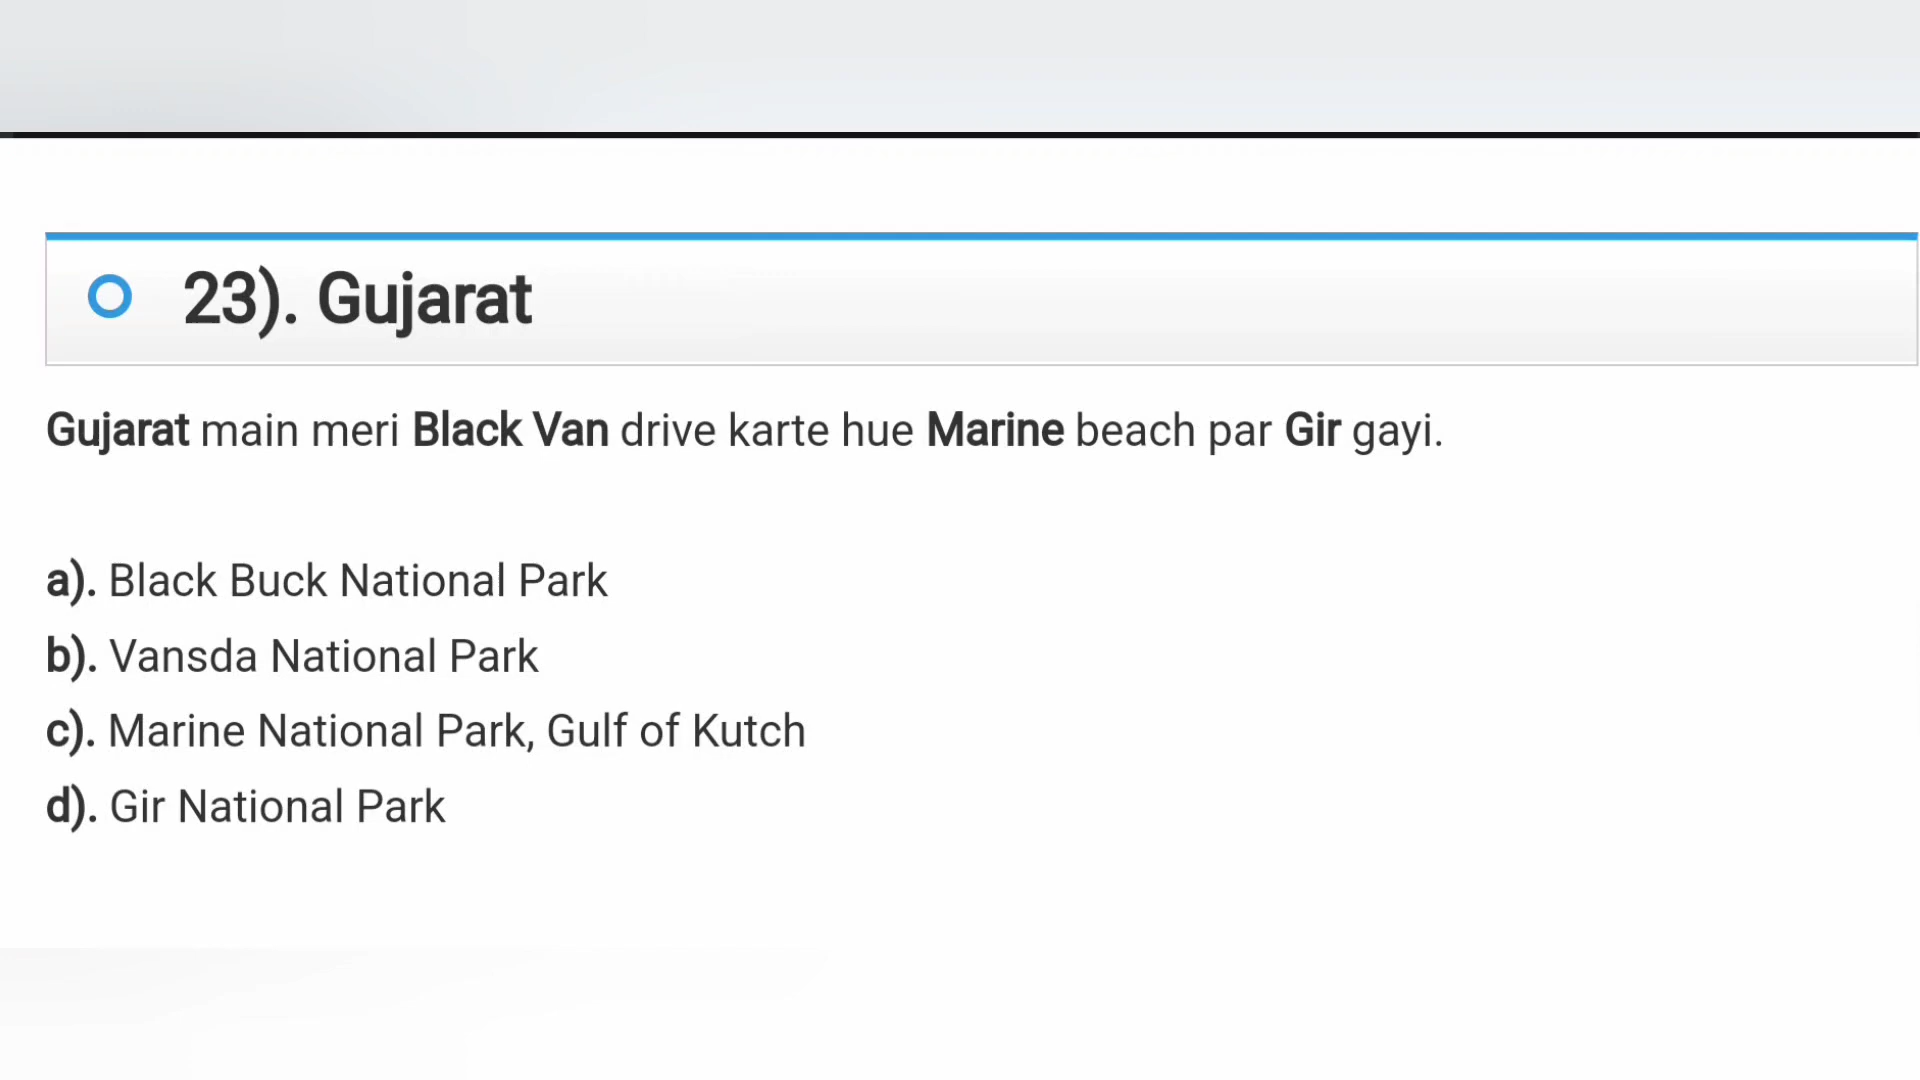 23). Gujarat
Gujarat main meri Black Van drive karte hue Marine beach par Gir gayi.
a). Black Buck National Park
b). Vansda National Park
c). Marine National Park, Gulf of Kutch
d). Gir National Park